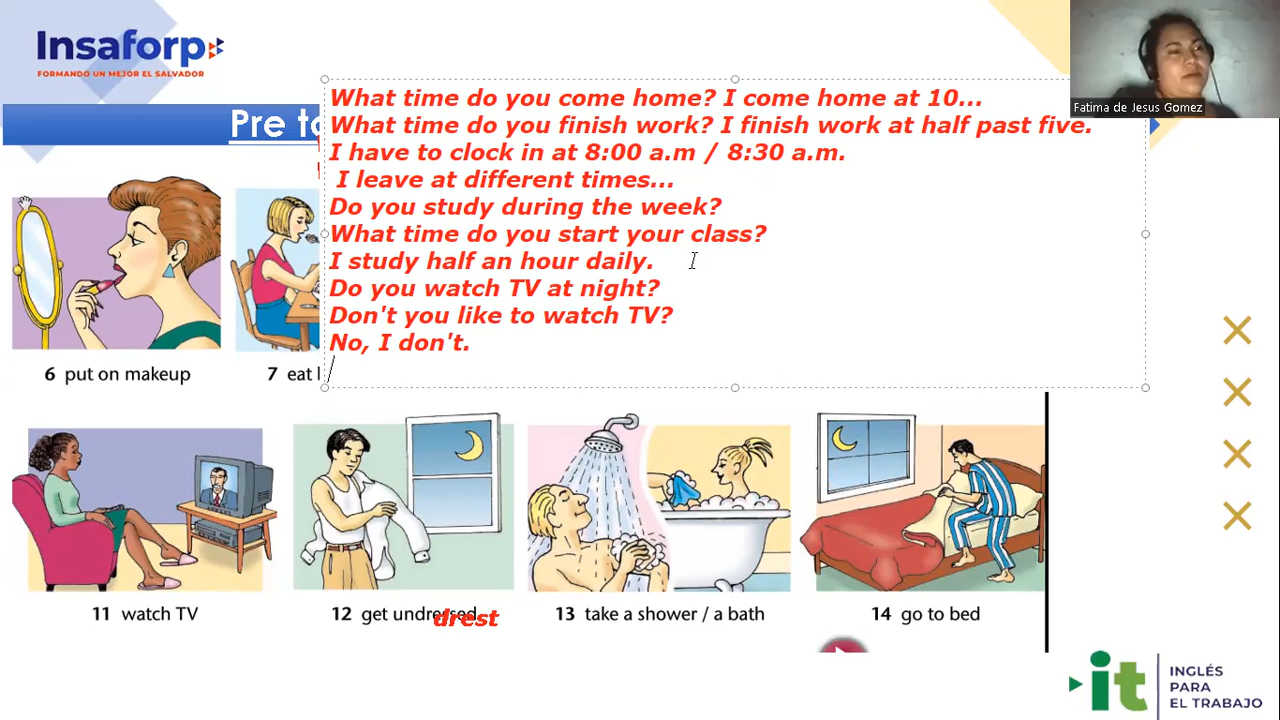 Insaforp
FORMANDO UN MEJOR EL SALVADOR
Fatima de Jesus Gomez
Pre
What time do you come home? I come home at 10...
What time do you finish work? I finish work at half past five.
I have to clock in at 8:00 a.m / 8:30 a.m.
I leave at different times...
Do you study during the week?
What time do you start your class?
I study half an hour daily.
Do you watch TV at night?
Don't you like to watch TV?
No, I don't.
6 put on makeup
7 eat
11 watch TV
12 get undressed
drest
13 take a shower / a bath
14 go to bed
it
INGLÉS
PARA
EL TRABAJO